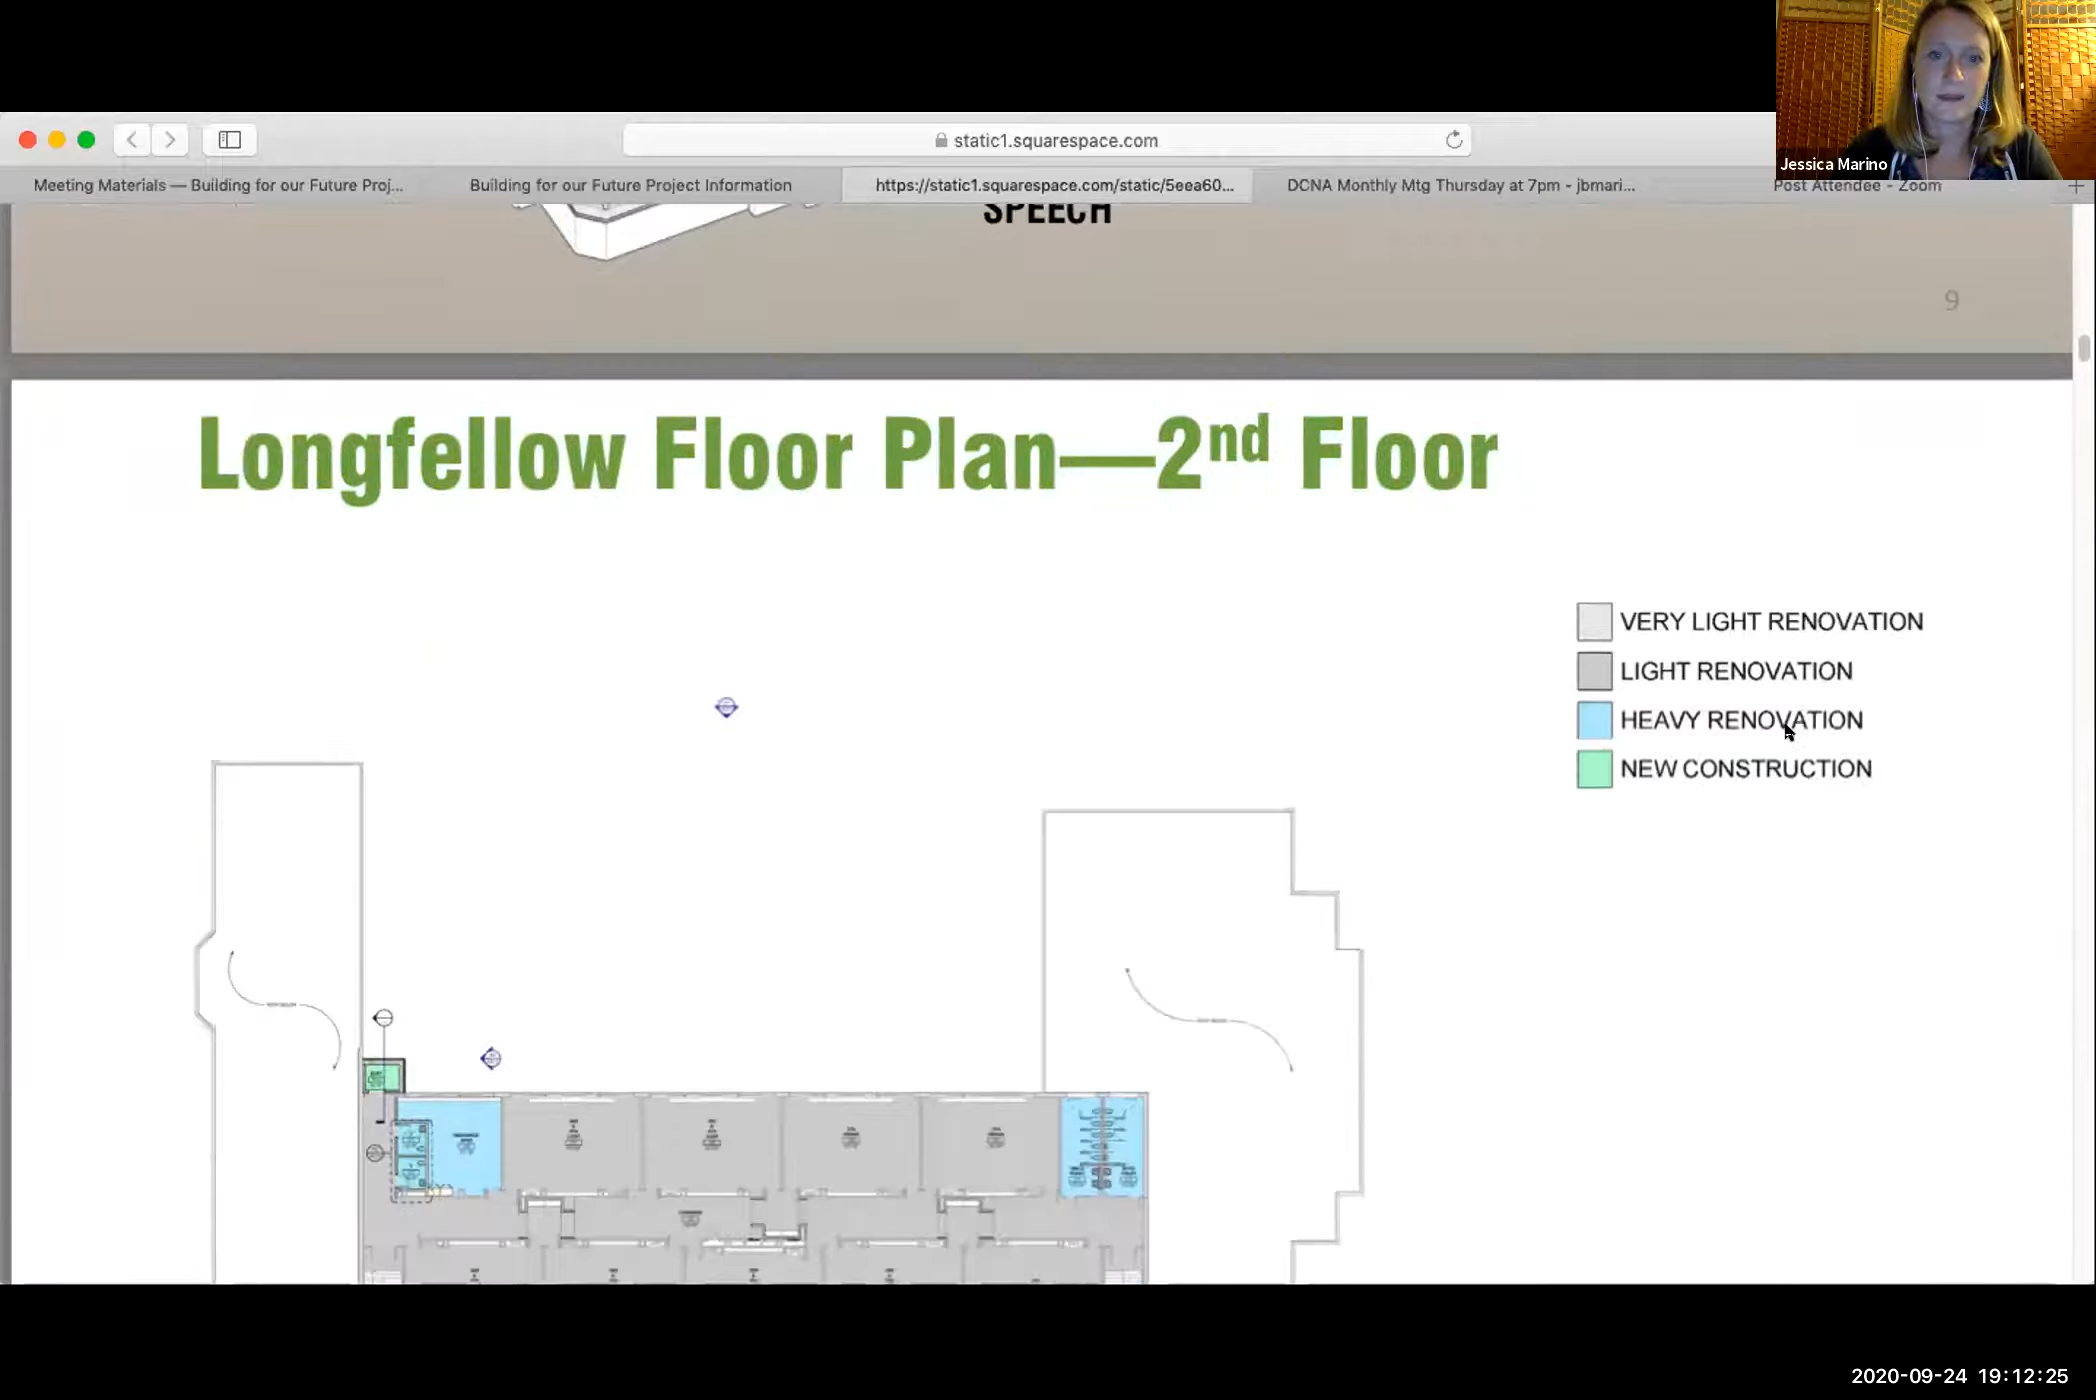 Jessica Marino
static1.squarespace.com
Meeting Materials — Building for our Future Proj...
Building for our Future Project Information
https://static1.squarespace.com/static/5eea60...
DCNA Monthly Mtg Thursday at 7pm - jbmari...
Post Attendee - Zoom
SPEECH
9
Longfellow Floor Plan—2nd Floor
VERY LIGHT RENOVATION
LIGHT RENOVATION
HEAVY RENOVATION
NEW CONSTRUCTION
2020-09-24 19:12:25